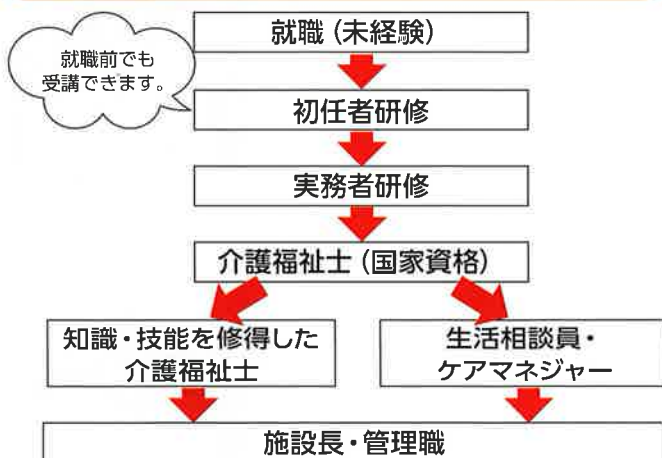 就職（未経験）
就職前でも
受講できます。
初任者研修
実務者研修
介護福祉士（国家資格）
知識・技能を修得した
介護福祉士
生活相談員・
ケアマネジャー
施設長・管理職